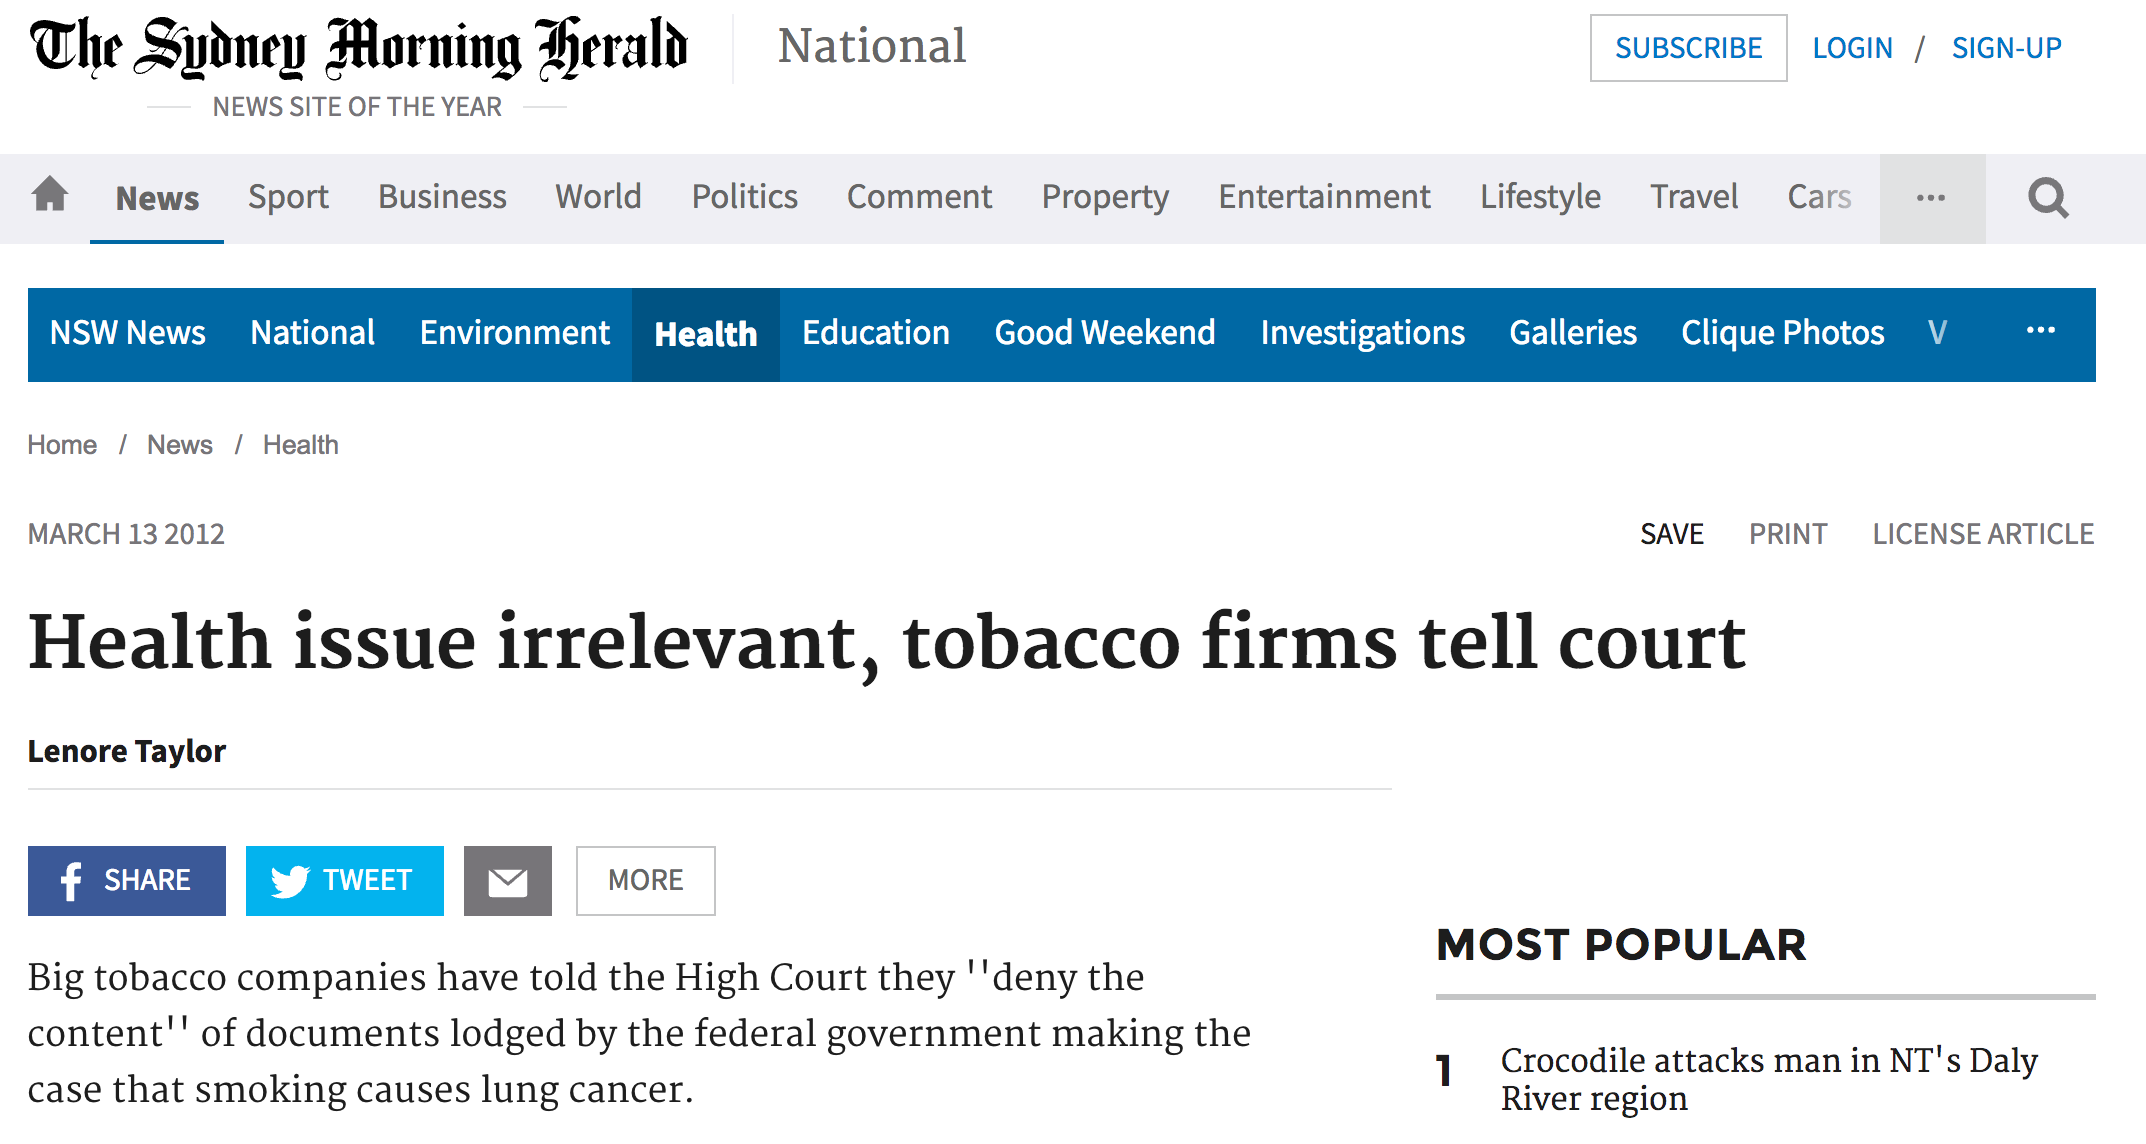 The Sydney Morning Herald
National
SUBSCRIBE LOGIN / SIGN-UP
NEWS SITE OF THE YEAR
News Sport Business World Politics Comment Property Entertainment Lifestyle Travel Cars ...
NSW News National Environment Health Education Good Weekend Investigations Galleries Clique Photos V ...
Home / News / Health
MARCH 13 2012
SAVE PRINT LICENSE ARTICLE
Health issue irrelevant, tobacco firms tell court
Lenore Taylor
f SHARE TWEET MORE
Big tobacco companies have told the High Court they ''deny the
content'' of documents lodged by the federal government making the
case that smoking causes lung cancer.
MOST POPULAR
1 Crocodile attacks man in NT's Daly
River region